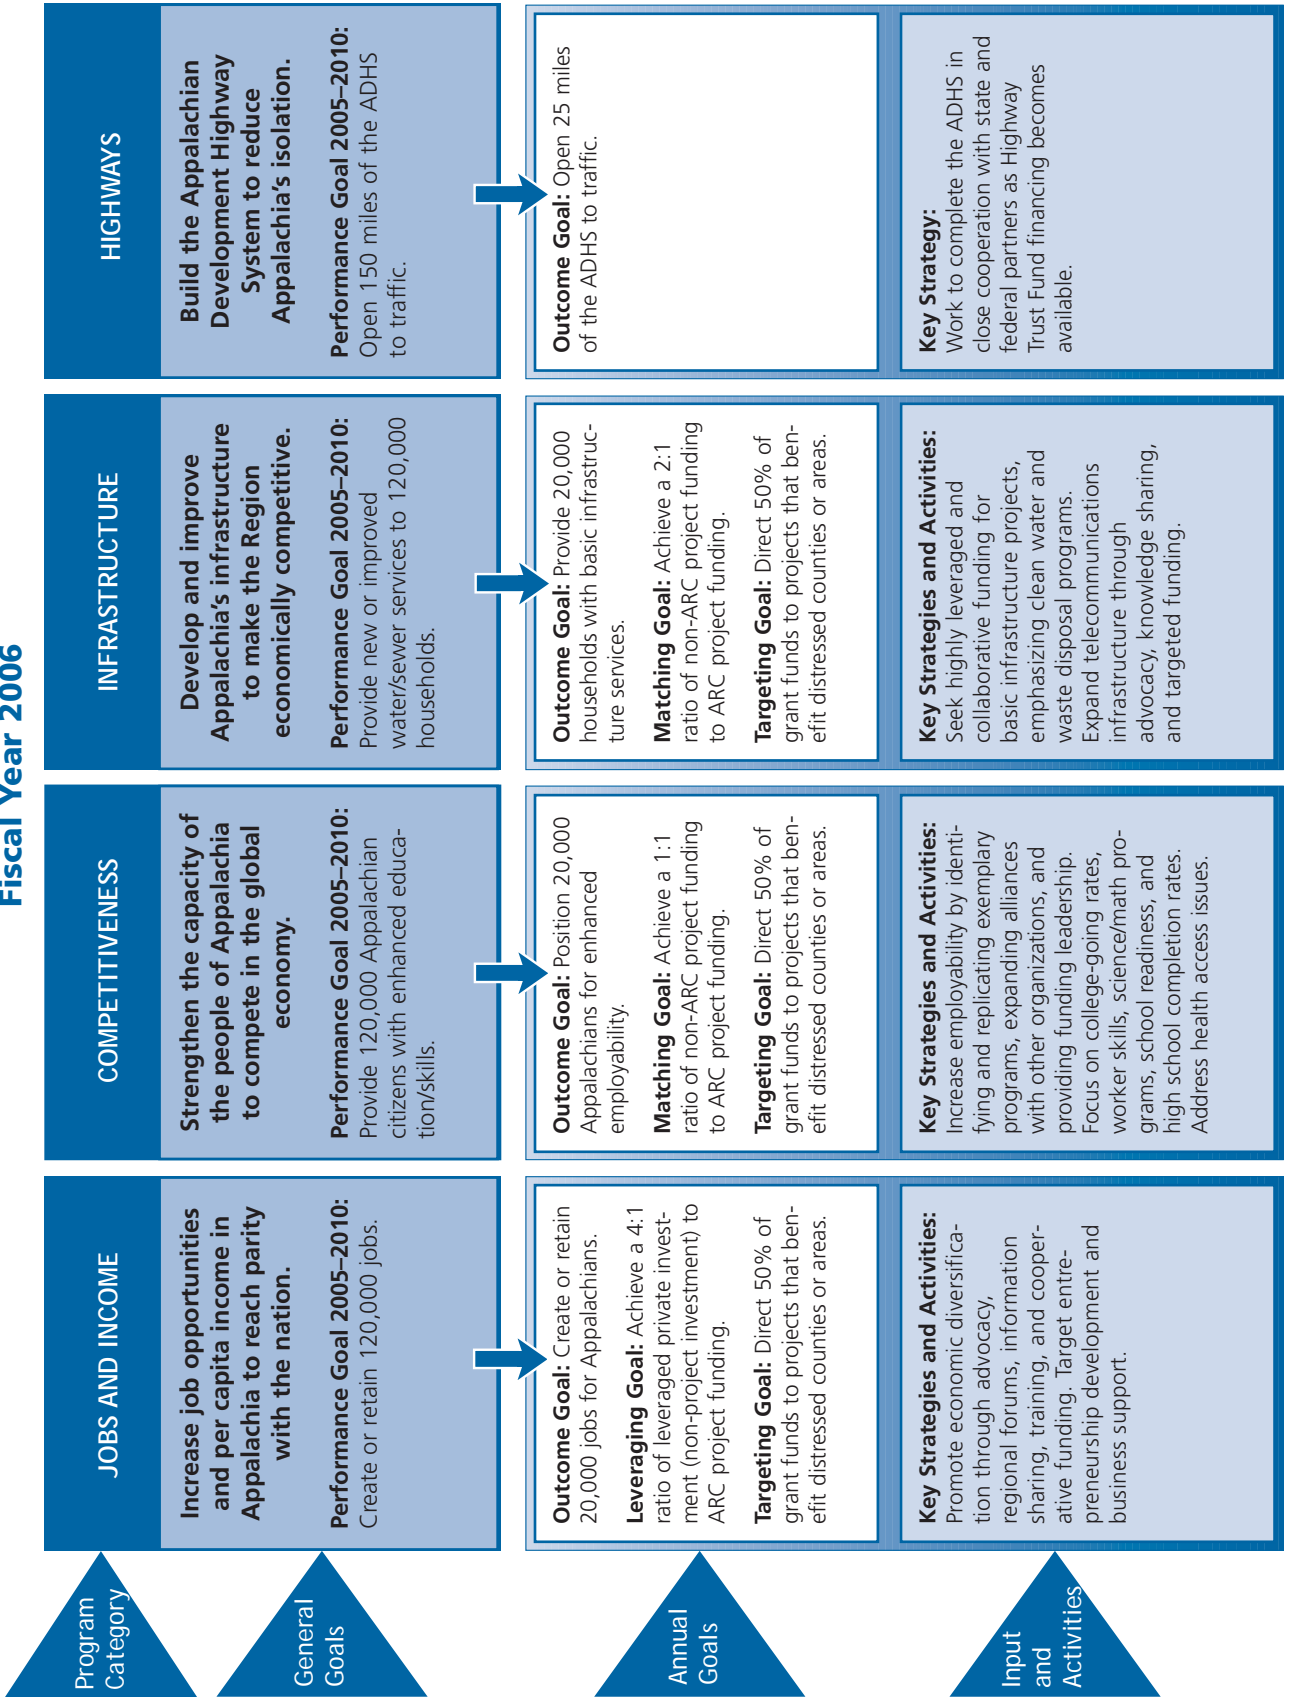 Fiscal Year 2006
Program
Category
JOBS AND INCOME
COMPETITIVENESS
INFRASTRUCTURE
HIGHWAYS
General
Goals
Increase job opportunities
and per capita income in
Appalachia to reach parity
with the nation.
Performance Goal 2005–2010:
Create or retain 120,000 jobs.
Strengthen the capacity of
the people of Appalachia
to compete in the global
economy.
Performance Goal 2005–2010:
Provide 120,000 Appalachian
citizens with enhanced educa-
tion/skills.
Develop and improve
Appalachia's infrastructure
to make the Region
economically competitive.
Performance Goal 2005–2010:
Provide new or improved
water/sewer services to 120,000
households.
Build the Appalachian
Development Highway
System to reduce
Appalachia's isolation.
Performance Goal 2005–2010:
Open 150 miles of the ADHS
to traffic.
Annual
Goals
Outcome Goal: Create or retain
20,000 jobs for Appalachians.
Leveraging Goal: Achieve a 4:1
ratio of leveraged private invest-
ment (non-project investment) to
ARC project funding.
Targeting Goal: Direct 50% of
grant funds to projects that ben-
efit distressed counties or areas.
Outcome Goal: Position 20,000
Appalachians for enhanced
employability.
Matching Goal: Achieve a 1:1
ratio of non-ARC project funding
to ARC project funding.
Targeting Goal: Direct 50% of
grant funds to projects that ben-
efit distressed counties or areas.
Outcome Goal: Provide 20,000
households with basic infrastruc-
ture services.
Matching Goal: Achieve a 2:1
ratio of non-ARC project funding
to ARC project funding.
Targeting Goal: Direct 50% of
grant funds to projects that ben-
efit distressed counties or areas.
Outcome Goal: Open 25 miles
of the ADHS to traffic.
Input
and
Activities
Key Strategies and Activities:
Promote economic diversifica-
tion through advocacy,
regional forums, information
sharing, training, and cooper-
ative funding. Target entre-
preneurship development and
business support.
Key Strategies and Activities:
Increase employability by identi-
fying and replicating exemplary
programs, expanding alliances
with other organizations, and
providing funding leadership.
Focus on college-going rates,
worker skills, science/math pro-
grams, school readiness, and
high school completion rates.
Address health access issues.
Key Strategies and Activities:
Seek highly leveraged and
collaborative funding for
basic infrastructure projects,
emphasizing clean water and
waste disposal programs.
Expand telecommunications
infrastructure through
advocacy, knowledge sharing,
and targeted funding.
Key Strategy:
Work to complete the ADHS in
close cooperation with state and
federal partners as Highway
Trust Fund financing becomes
available.